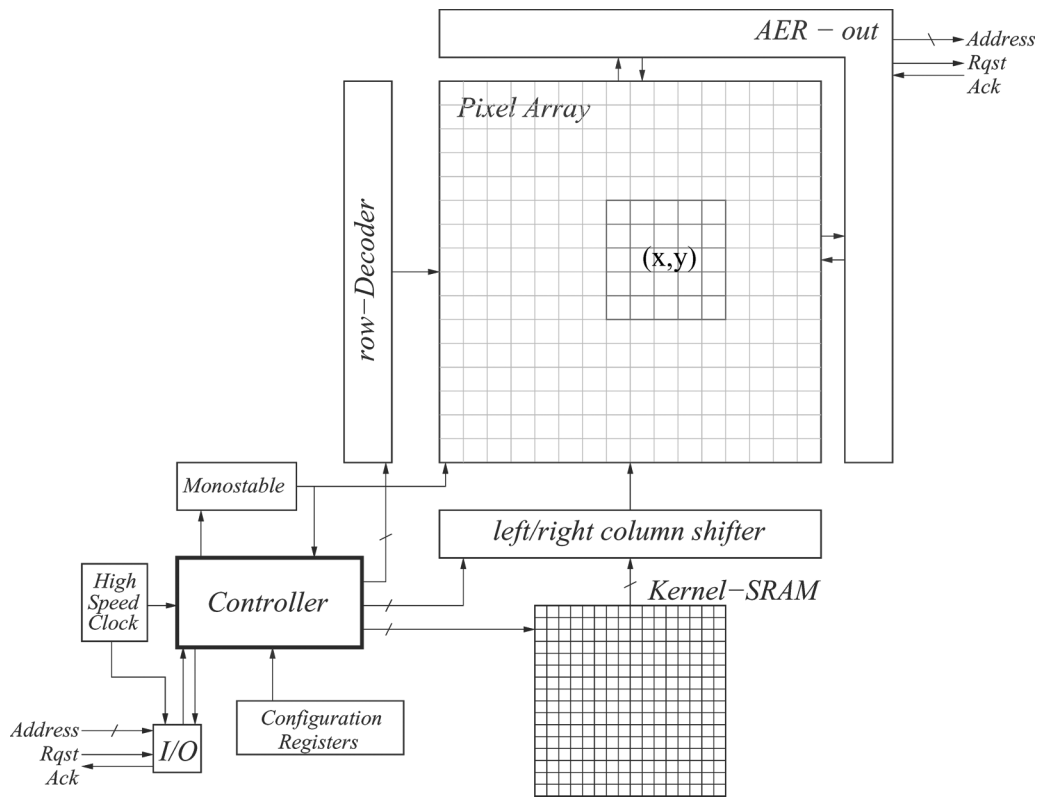 AER − out
Address
Rqst
Ack
Pixel Array
row−Decoder
(x,y)
Monostable
left/right column shifter
High
Speed
Clock
Controller
Kernel−SRAM
Configuration
Registers
Address
Rqst
Ack
I/O